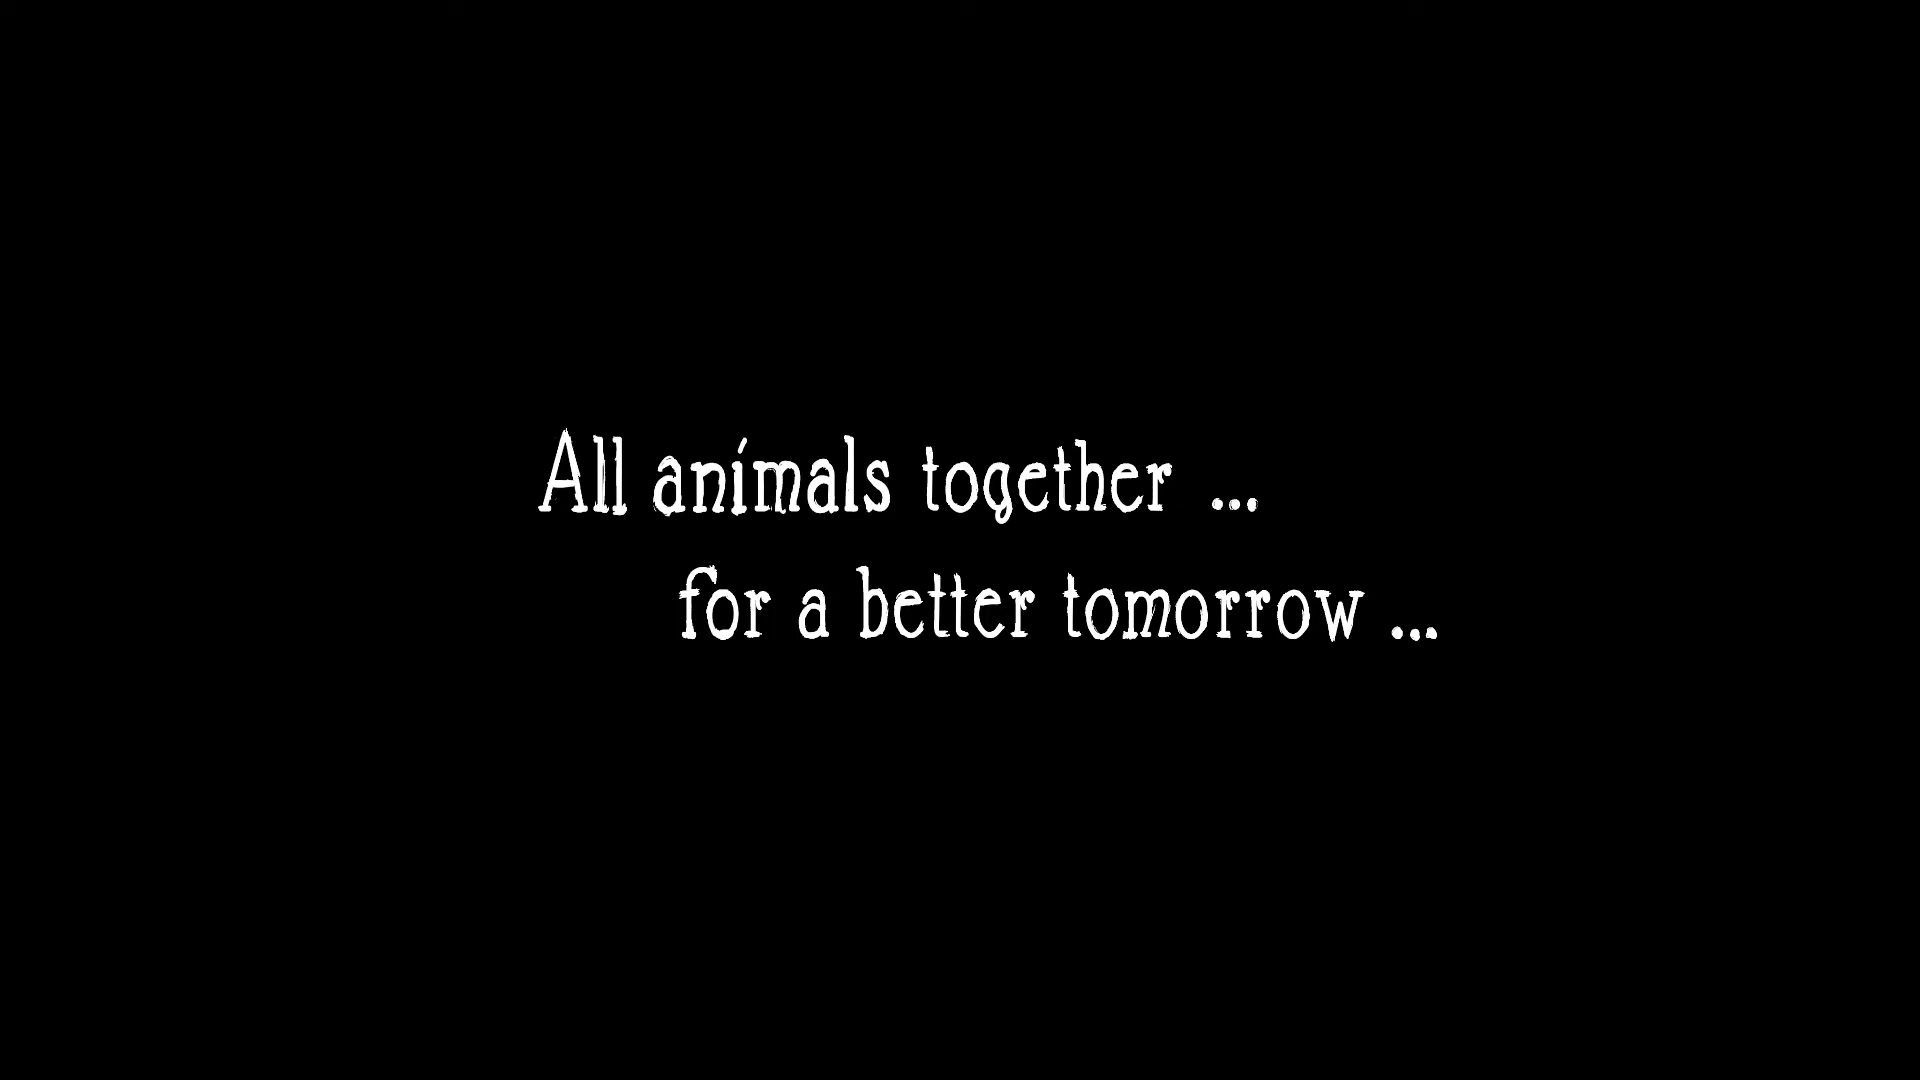 All animals together ...
for a better tomorrow ...